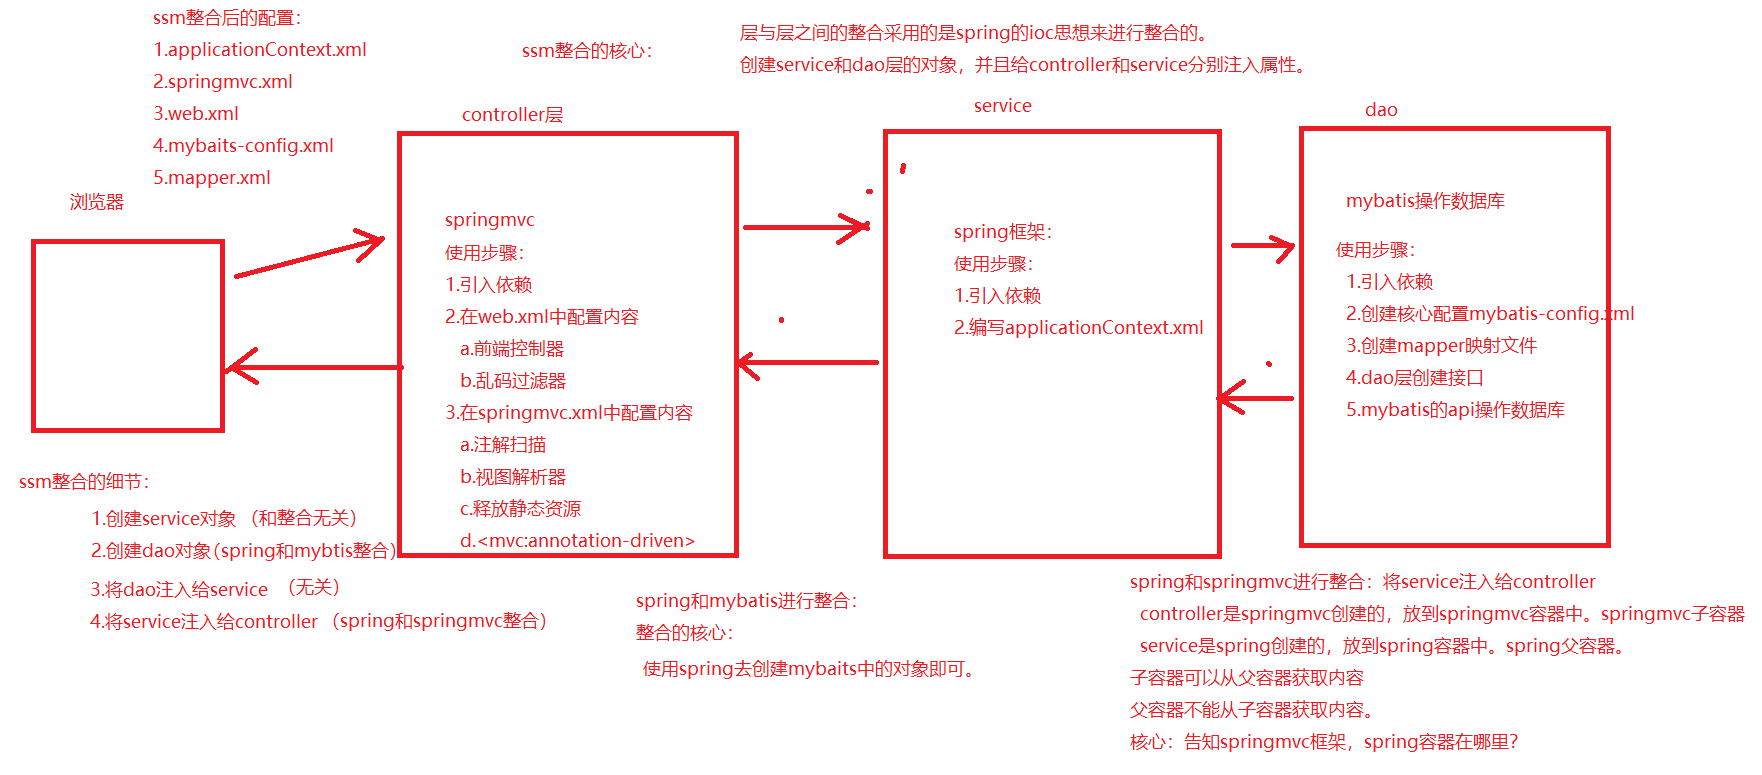 ssm整合后的配置：
1.applicationContext.xml
2.springmvc.xml
3.web.xml
4.mybaits-config.xml
5.mapper.xml
ssm整合的核心：
层与层之间的整合采用的是spring的ioc思想来进行整合的。
创建service和dao层的对象，并且给controller和service分别注入属性。
浏览器
controller层
springmvc
使用步骤：
1.引入依赖
2.在web.xml中配置内容
a.前端控制器
b.乱码过滤器
3.在springmvc.xml中配置内容
a.注解扫描
b.视图解析器
c.释放静态资源
d.<mvc:annotation-driven>
service
spring框架：
使用步骤：
1.引入依赖
2.编写applicationContext.xml
dao
mybatis操作数据库
使用步骤：
1.引入依赖
2.创建核心配置mybatis-config.xml
3.创建mapper映射文件
4.dao层创建接口
5.mybatis的api操作数据库
ssm整合的细节：
1.创建service对象 （和整合无关）
2.创建dao对象（spring和mybtis整合）
3.将dao注入给service （无关）
4.将service注入给controller （spring和springmvc整合）
spring和mybatis进行整合：
整合的核心：
使用spring去创建mybaits中的对象即可。
spring和springmvc进行整合：将service注入给controller
controller是springmvc创建的，放到springmvc容器中。springmvc子容器
service是spring创建的，放到spring容器中。spring父容器。
子容器可以从父容器获取内容
父容器不能从子容器获取内容。
核心：告知springmvc框架，spring容器在哪里？